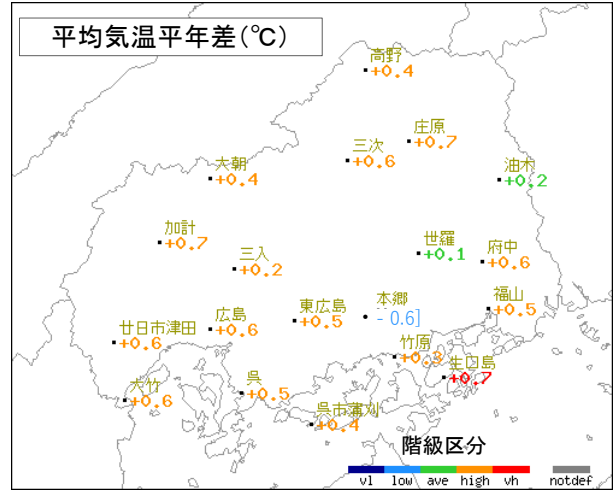 平均気温平年差(℃)
高野
+0.4
庄原
+0.7
三次
+0.6
大朝
+0.4
油木
+0.2
加計
+0.7
三入
+0.2
世羅
+0.1
府中
+0.6
本郷
- 0.6]
福山
+0.5
東広島
+0.5
広島
+0.6
廿日市津田
+0.6
竹原
+0.3
生口島
+0.7
大竹
+0.6
呉
+0.5
呉市蒲刈
+0.4
階級区分
vl low ave high vh notdef